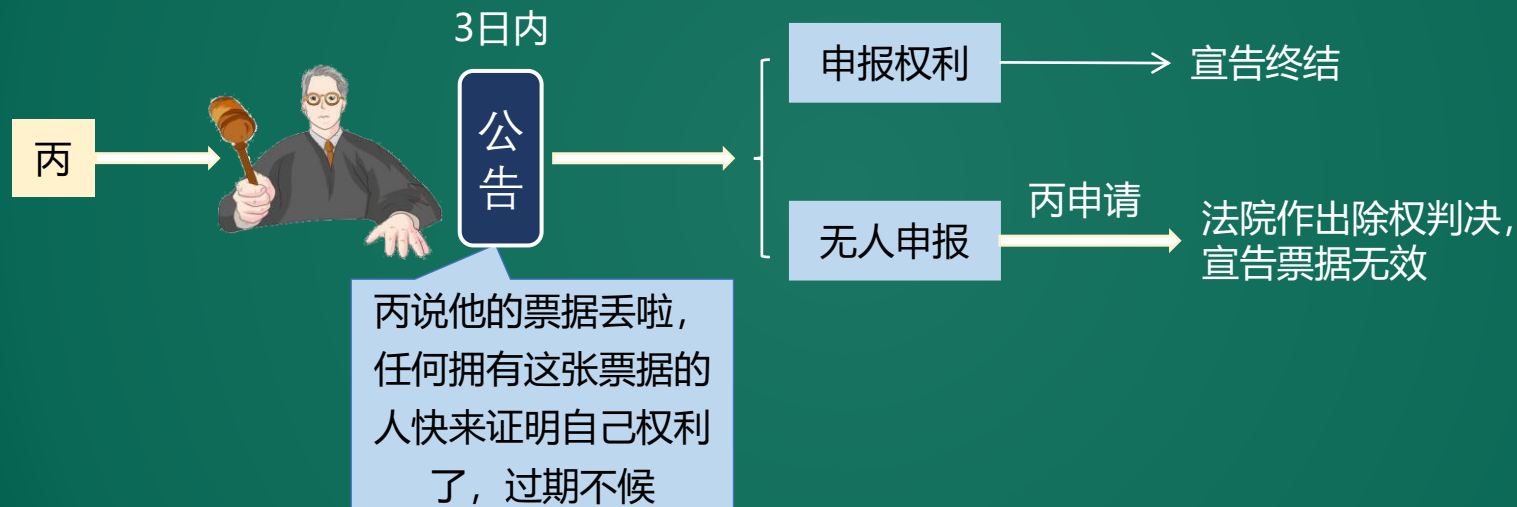 3日内
丙
公
告
丙说他的票据丢啦，
任何拥有这张票据的
人快来证明自己权利
了，过期不候
申报权利
宣告终结
无人申报
丙申请
法院作出除权判决，
宣告票据无效